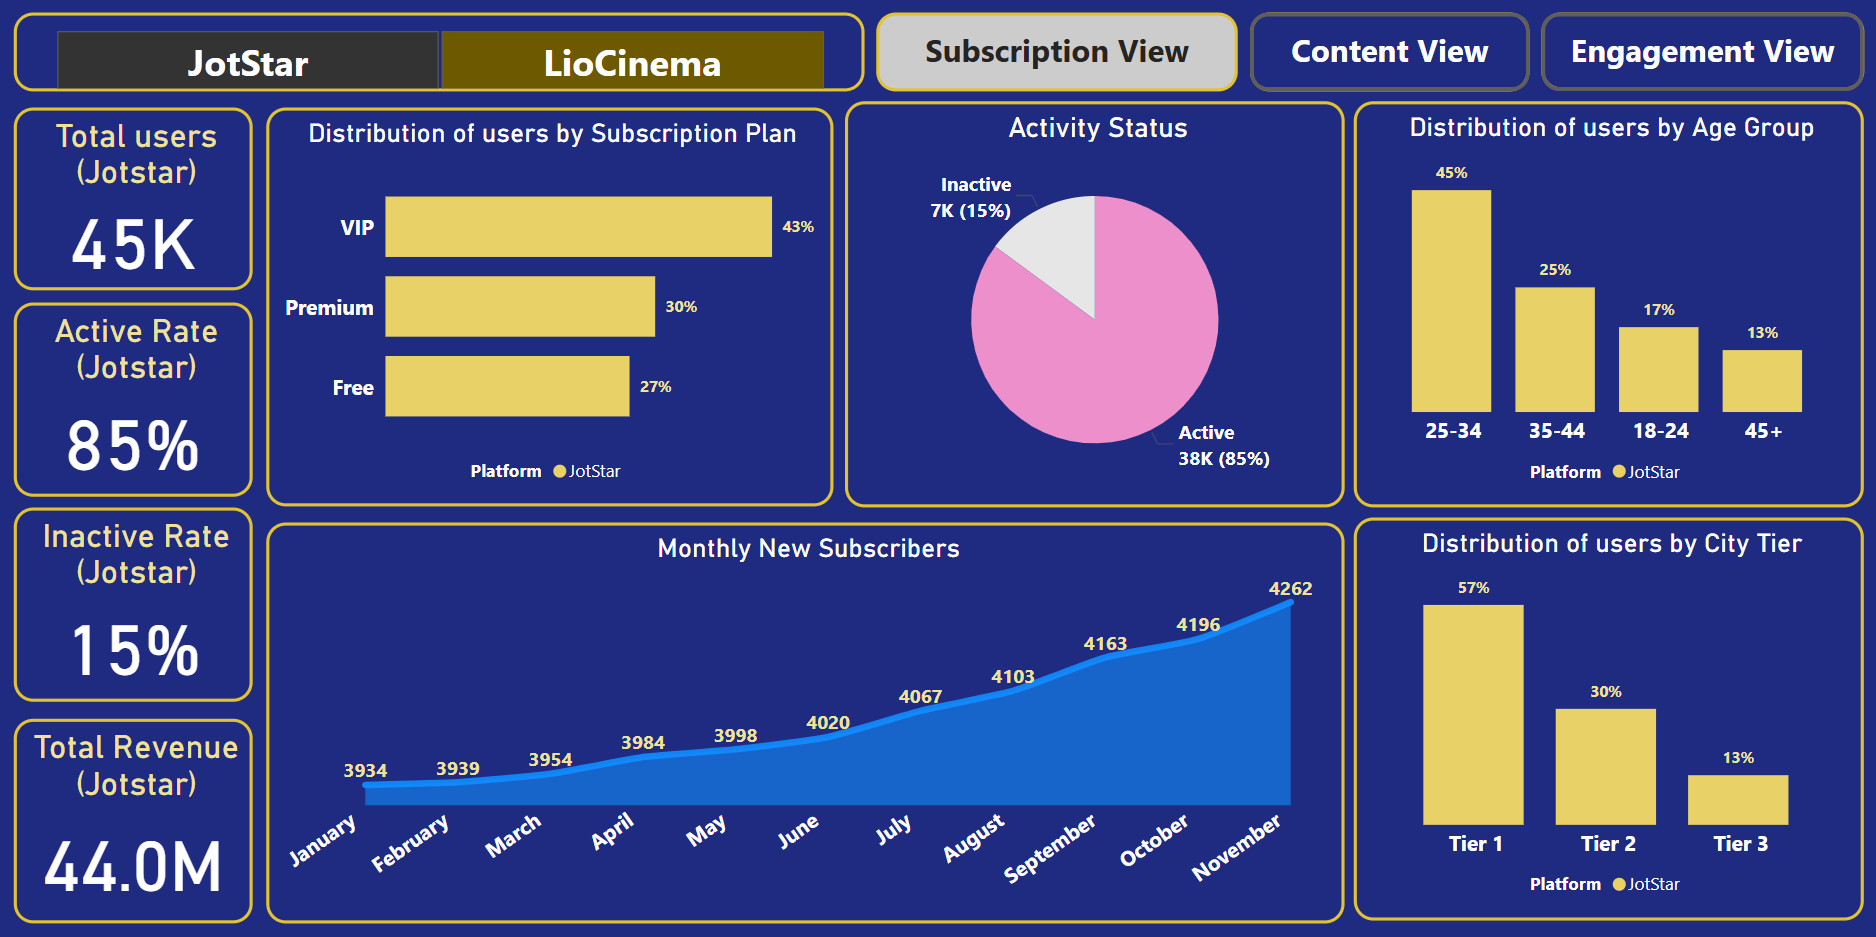 JotStar
LioCinema
Subscription View
Content View
Engagement View
Total users
(Jotstar)
45K
Active Rate
(Jotstar)
85%
Inactive Rate
(Jotstar)
15%
Total Revenue
(Jotstar)
44.0M
Distribution of users by Subscription Plan
VIP
43%
Premium
30%
Free
27%
Platform JotStar
Activity Status
Inactive
7K (15%)
Active
38K (85%)
Distribution of users by Age Group
45%
25%
17%
13%
25-34
35-44
18-24
45+
Platform JotStar
Monthly New Subscribers
3934
3939
3954
3984
3998
4020
4067
4103
4163
4196
4262
January
February
March
April
May
June
July
August
September
October
November
Distribution of users by City Tier
57%
30%
13%
Tier 1
Tier 2
Tier 3
Platform JotStar